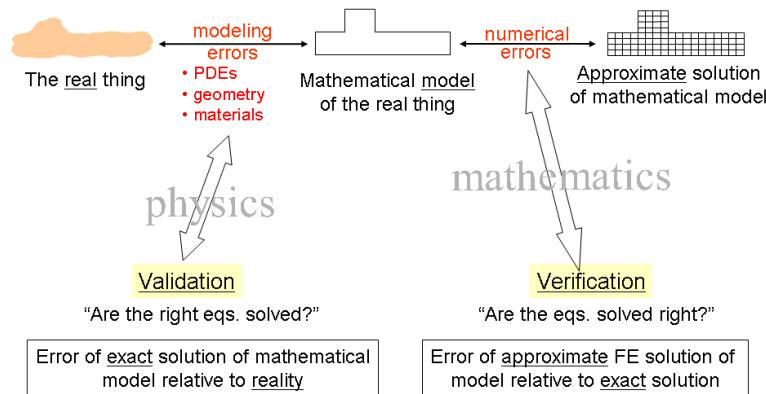 modeling
errors
• PDEs
• geometry
• materials
numerical
errors
The real thing
Mathematical model
of the real thing
Approximate solution
of mathematical model
physics
mathematics
Validation
“Are the right eqs. solved?”
Error of exact solution of mathematical
model relative to reality
Verification
“Are the eqs. solved right?”
Error of approximate FE solution of
model relative to exact solution